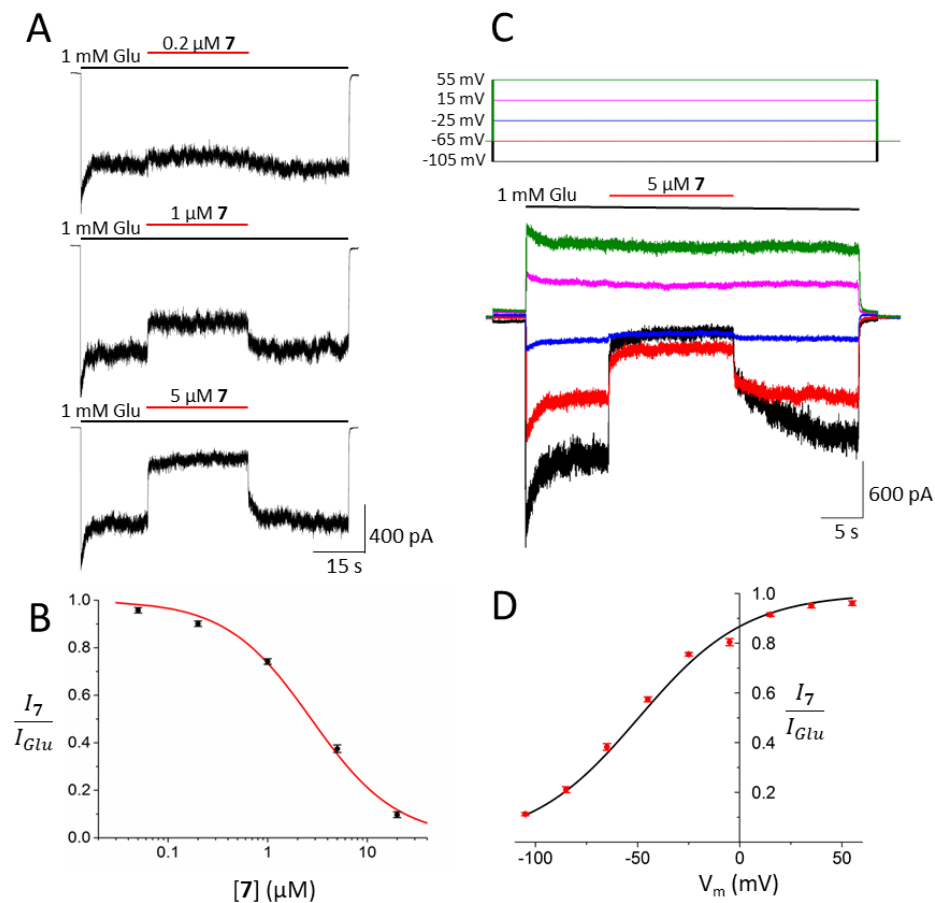 A
0.2 µM 7
1 mM Glu
1 µM 7
1 mM Glu
5 µM 7
1 mM Glu
400 pA
15 s
C
55 mV
15 mV
-25 mV
-65 mV
-105 mV
5 µM 7
1 mM Glu
600 pA
5 s
B
1.0
0.8
0.6
0.4
0.2
0.0
I7
IGlu
0.1 1 10
[7] (µM)
D
1.0
0.8
0.6
0.4
0.2
I7
IGlu
-100 -50 0 50
Vm (mV)